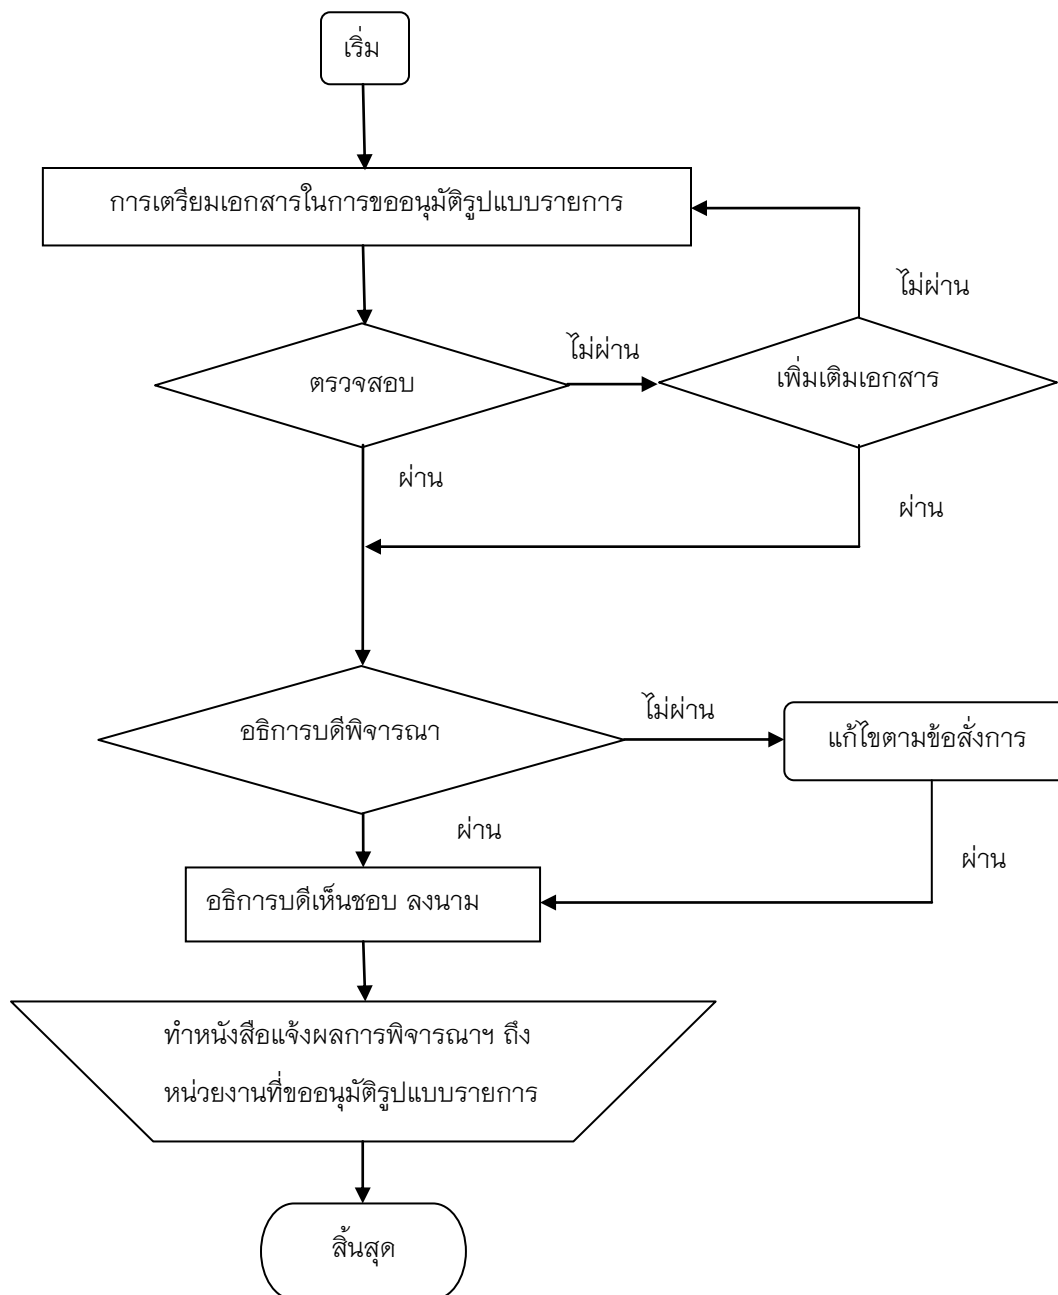 เริ่ม
การเตรียมเอกสารในการขออนุมัติรูปแบบรายการ
ไม่ผ่าน
ไม่ผ่าน
ตรวจสอบ
เพิ่มเติมเอกสาร
ผ่าน
ผ่าน
อธิการบดีพิจารณา
ไม่ผ่าน
แก้ไขตามข้อสั่งการ
ผ่าน
ผ่าน
อธิการบดีเห็นชอบ ลงนาม
ทำหนังสือแจ้งผลการพิจารณาฯ ถึง
หน่วยงานที่ขออนุมัติรูปแบบรายการ
สิ้นสุด